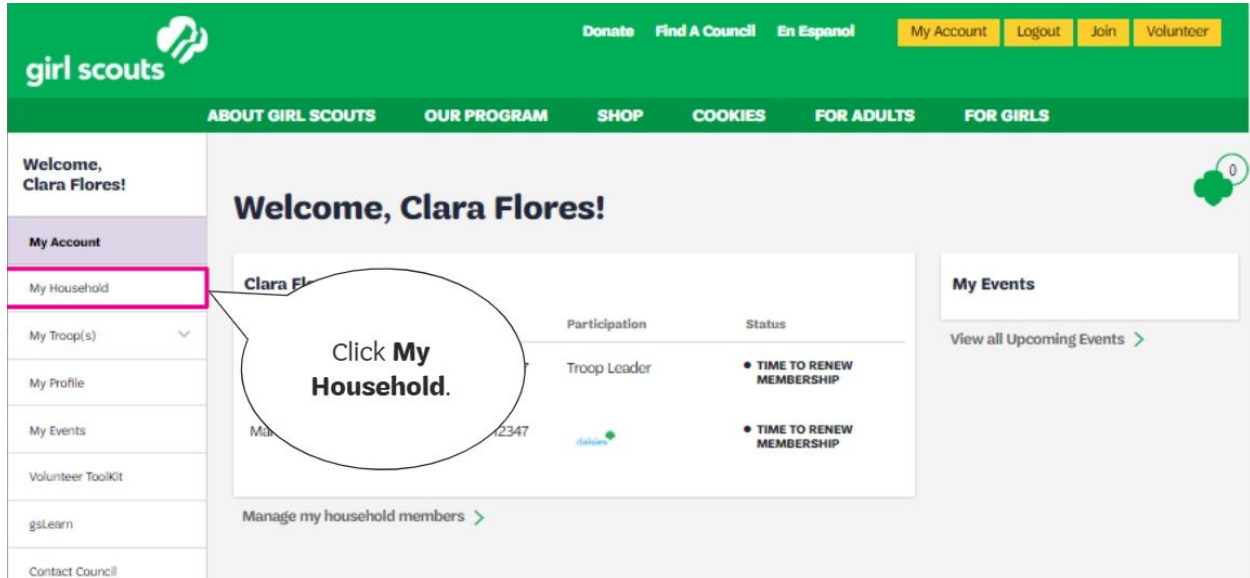 Donate Find A Council En Espanol My Account Logout Join Volunteer
girl scouts
ABOUT GIRL SCOUTS OUR PROGRAM SHOP COOKIES FOR ADULTS FOR GIRLS
Welcome,
Clara Flores!
My Account
My Household
My Troop(s)
My Profile
My Events
Volunteer ToolKit
gsLearn
Contact Council
0
Welcome, Clara Flores!
Clara
Participation Status
Troop Leader
• TIME TO RENEW
MEMBERSHIP
12347
daisies
• TIME TO RENEW
MEMBERSHIP
Manage my household members >
Click My
Household.
My Events
View all Upcoming Events >